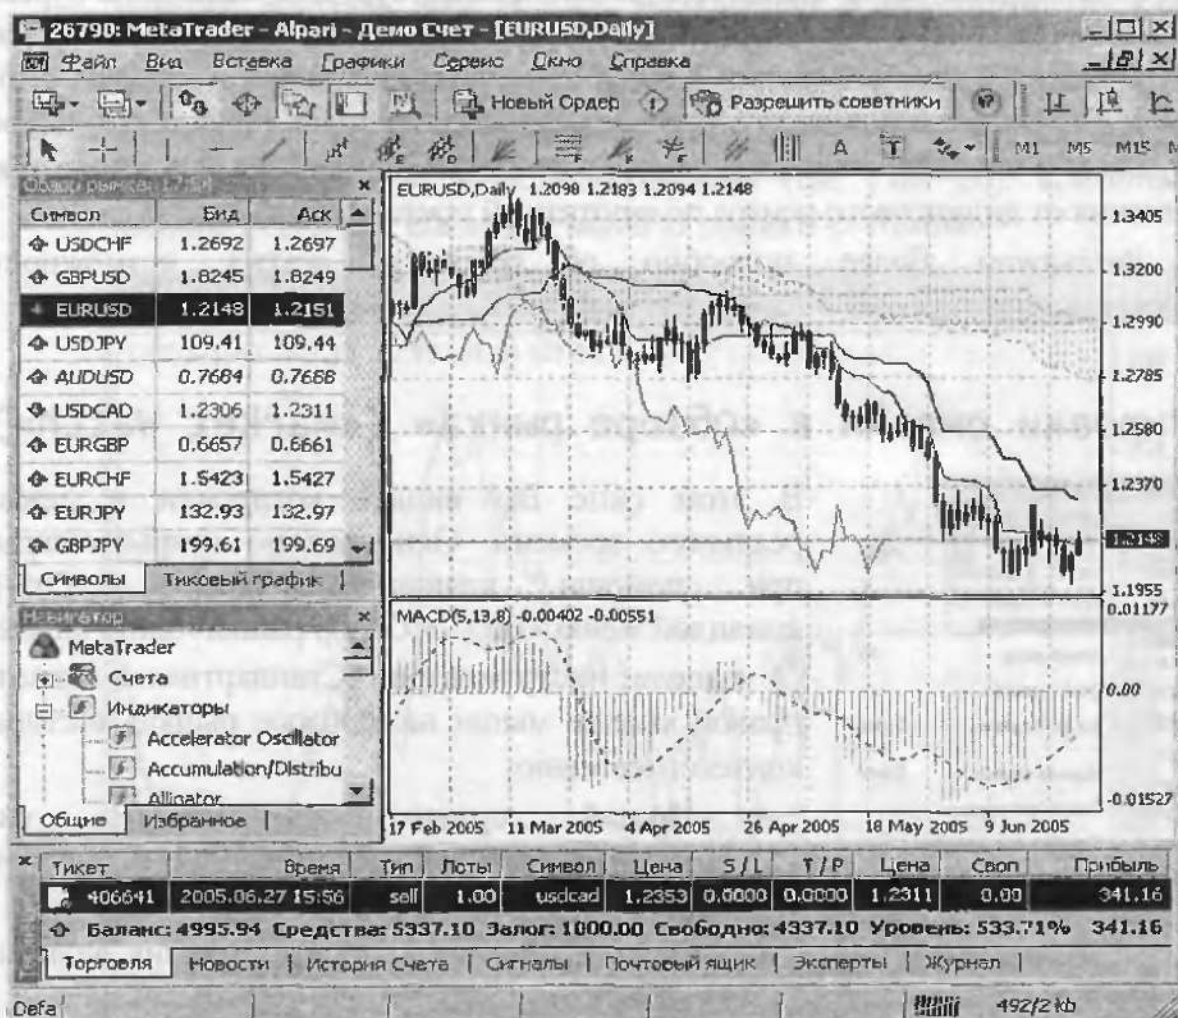 26790: MetaTrader - Alpari - Демо Счет - [EURUSD,Daily]
Файл Вид Вставка Графики Сервис Окно Справка
Новый Ордер Разрешить советники
A T M1 M5 M15
Обзор рынка:
Символ Бид Аск
USDCHF 1.2692 1.2697
GBPUSD 1.8245 1.8249
EURUSD 1.2148 1.2151
USDJPY 109.41 109.44
AUDUSD 0.7684 0.7688
USDCAD 1.2306 1.2311
EURGBP 0.6657 0.6661
EURCHF 1.5423 1.5427
EURJPY 132.93 132.97
GBPJPY 199.61 199.69
Символы Тиковый график
Навигатор
MetaTrader
Счета
Индикаторы
Accelerator Oscillator
Accumulation/Distribu
Alligator
Общие Избранное
EURUSD,Daily 1.2098 1.2183 1.2094 1.2148
1.3405
1.3200
1.2990
1.2785
1.2580
1.2370
1.2148
1.1955
MACD(5,13,8) -0.00402 -0.00551
0.01177
0.00
-0.01527
17 Feb 2005 11 Mar 2005 4 Apr 2005 26 Apr 2005 18 May 2005 9 Jun 2005
Тикет Время Тип Лоты Символ Цена S / L T / P Цена Своп Прибыль
406641 2005.06.27 15:56 sell 1.00 usdcad 1.2353 0.0000 0.0000 1.2311 0.00 341.16
Баланс: 4995.94 Средства: 5337.10 Залог: 1000.00 Свободно: 4337.10 Уровень: 533.71% 341.16
Торговля Новости История Счета Сигналы Почтовый ящик Эксперты Журнал
Defa 492/2 kb